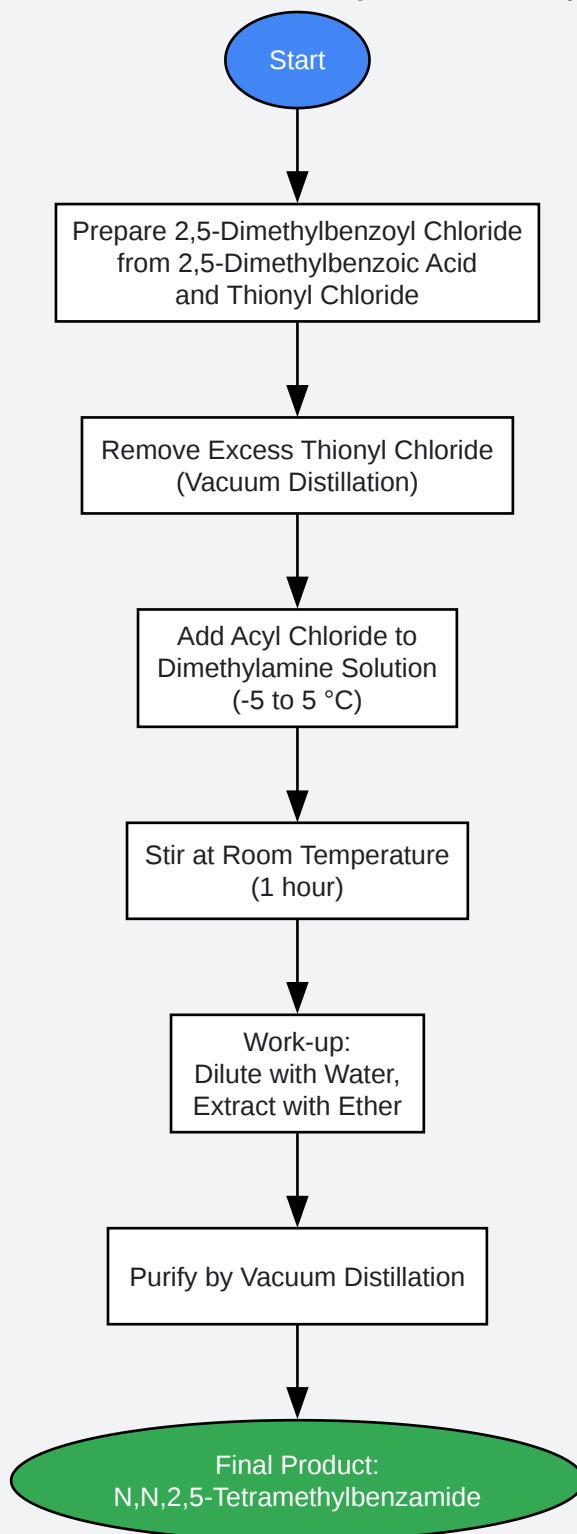 Start
Prepare 2,5-Dimethylbenzoyl Chloride
from 2,5-Dimethylbenzoic Acid
and Thionyl Chloride
Remove Excess Thionyl Chloride
(Vacuum Distillation)
Add Acyl Chloride to
Dimethylamine Solution
(-5 to 5 °C)
Stir at Room Temperature
(1 hour)
Work-up:
Dilute with Water,
Extract with Ether
Purify by Vacuum Distillation
Final Product:
N,N,2,5-Tetramethylbenzamide